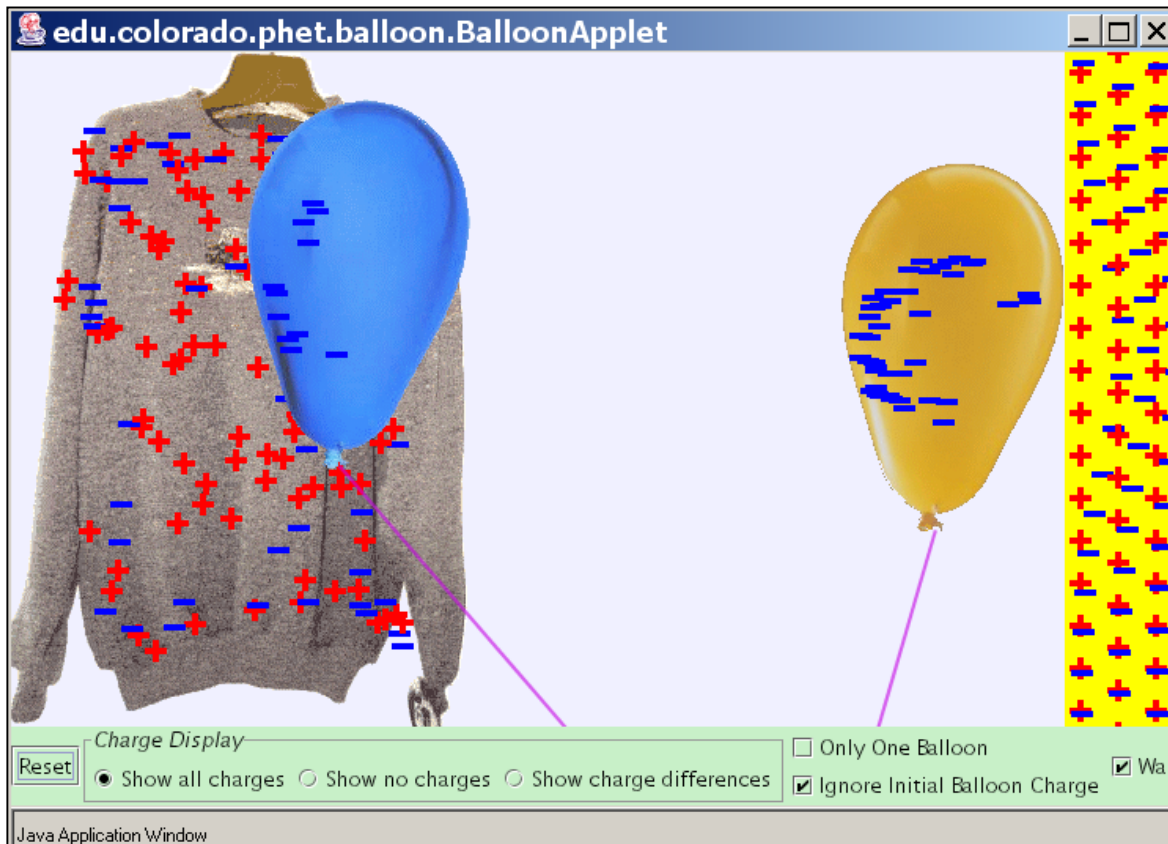 edu.colorado.phet.balloon.BalloonApplet
Charge Display
Reset
Show all charges
Show no charges
Show charge differences
Only One Balloon
Ignore Initial Balloon Charge
Wa
Java Application Window